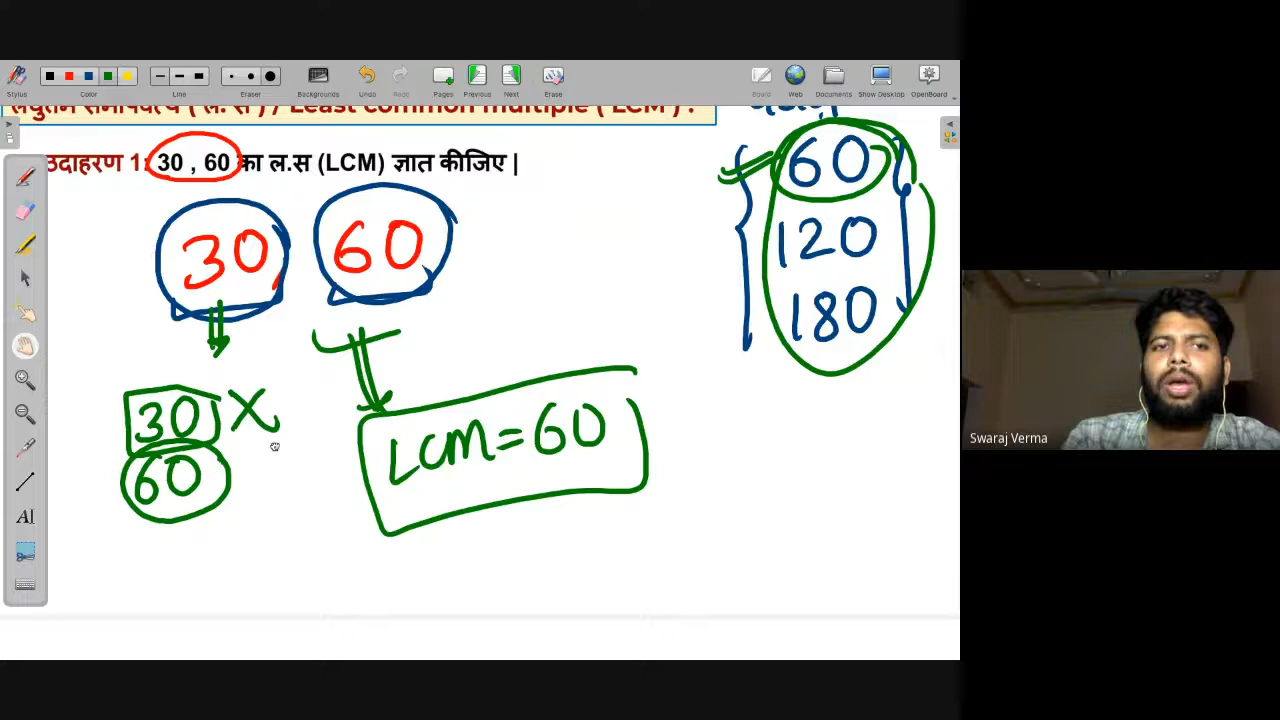 Stylus
Color
Line
Eraser
Backgrounds
Undo
Redo
Pages
Previous
Next
Erase
Board
Web
Documents
Show Desktop
OpenBoard
/ Least Common Multiple ( LCM ) :
उदाहरण 1: 30 , 60 का ल.स (LCM) ज्ञात कीजिए |
30, 60
60
120
180
30 X
60
LCM=60
AI
Swaraj Verma